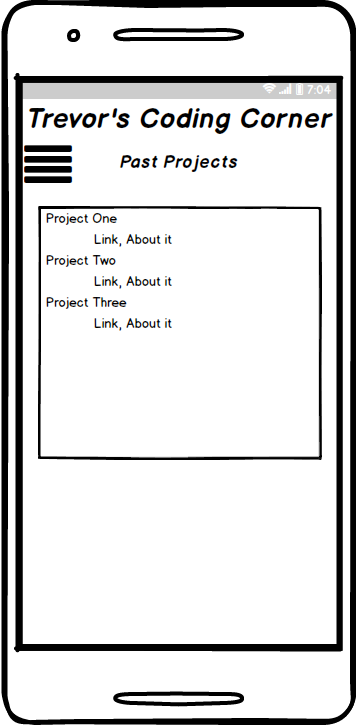 7:04
Trevor's Coding Corner
Past Projects
Project One
Link, About it
Project Two
Link, About it
Project Three
Link, About it